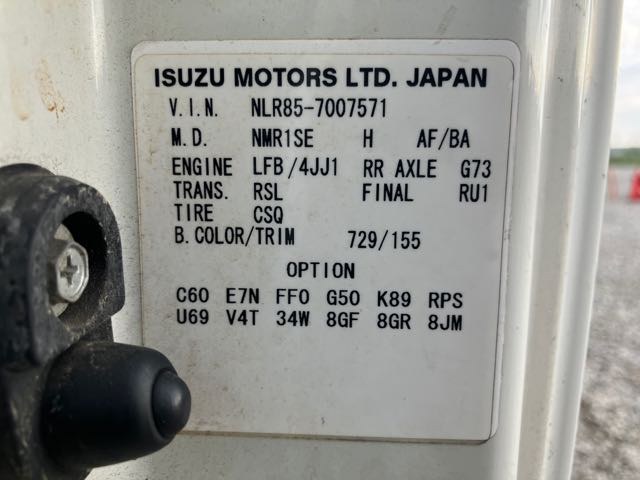 ISUZU MOTORS LTD. JAPAN
V.I.N. NLR85-7007571
M.D. NMR1SE H AF/BA
ENGINE LFB/4JJ1 RR AXLE G73
TRANS. RSL FINAL RU1
TIRE CSQ
B.COLOR/TRIM 729/155
OPTION
C60 E7N FF0 G50 K89 RPS
U69 V4T 34W 8GF 8GR 8JM